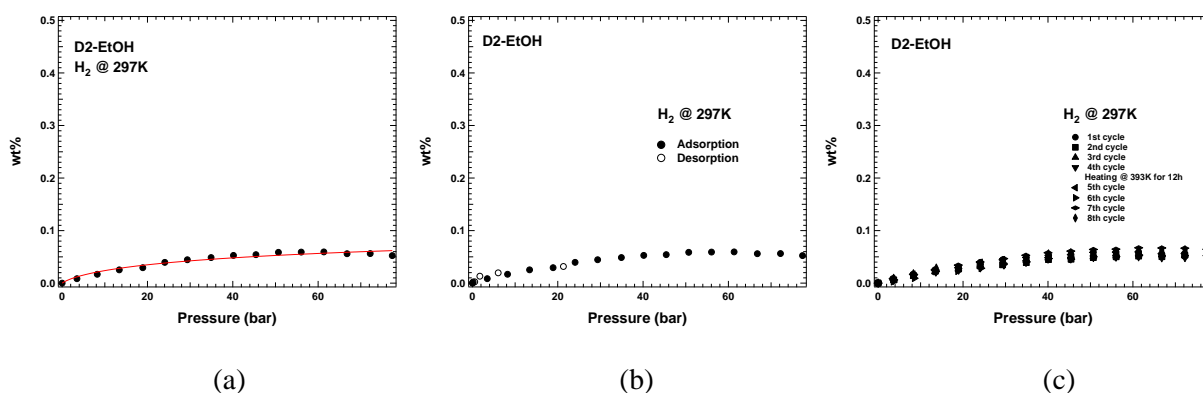 D2-EtOH
H2 @ 297K
wt%
0.5
0.4
0.3
0.2
0.1
0.0
0
20
40
60
Pressure (bar)
(a)
D2-EtOH
H2 @ 297K
Adsorption
Desorption
wt%
0.5
0.4
0.3
0.2
0.1
0.0
0
20
40
60
Pressure (bar)
(b)
D2-EtOH
H2 @ 297K
1st cycle
2nd cycle
3rd cycle
4th cycle
Heating @ 393K for 12h
5th cycle
6th cycle
7th cycle
8th cycle
wt%
0.5
0.4
0.3
0.2
0.1
0.0
0
20
40
60
Pressure (bar)
(c)